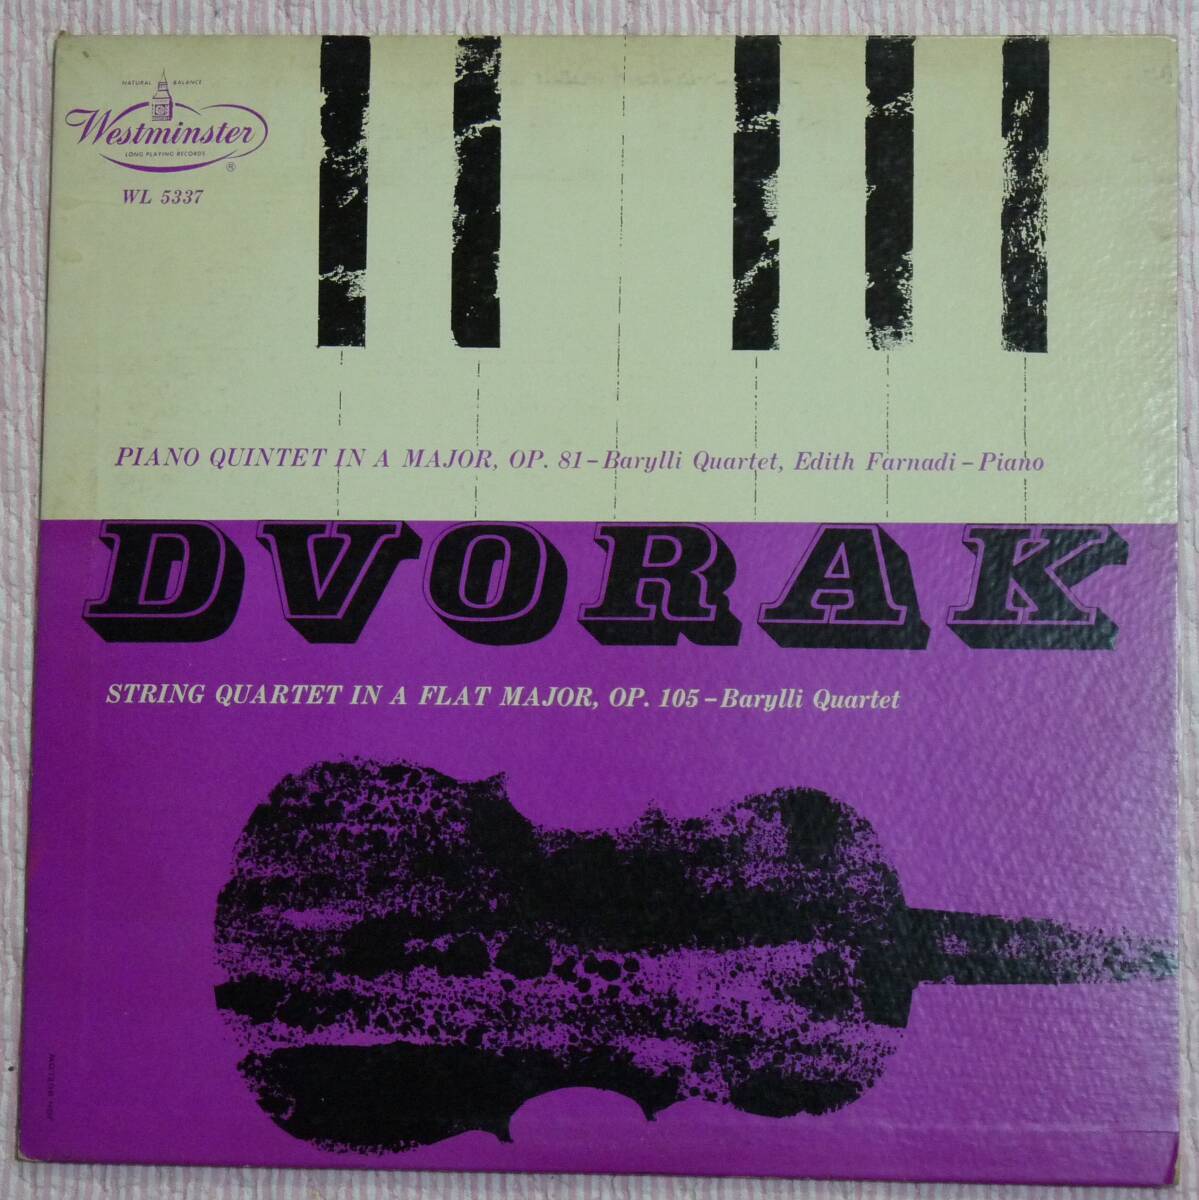 NATURAL BALANCE
Westminster
LONG PLAYING RECORDS
®
WL 5337
PIANO QUINTET IN A MAJOR, OP. 81–Barylli Quartet, Edith Farnadi–Piano
DVORAK
STRING QUARTET IN A FLAT MAJOR, OP. 105–Barylli Quartet